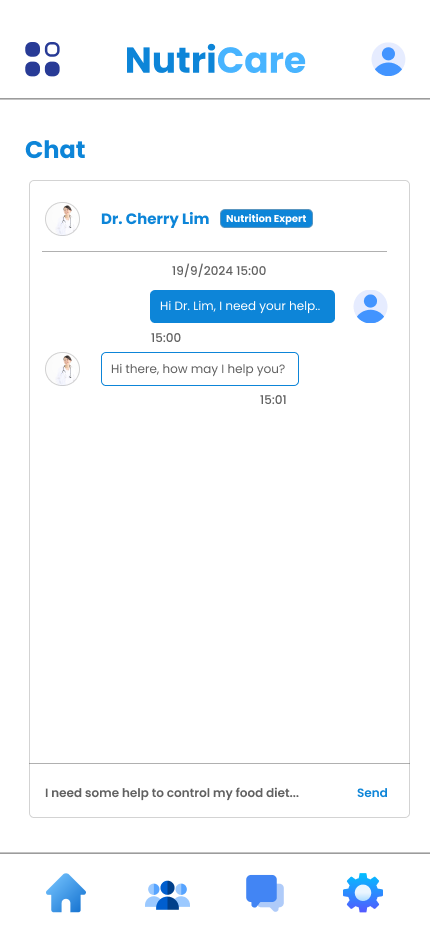 NutriCare
Chat
Dr. Cherry Lim Nutrition Expert
19/9/2024 15:00
Hi Dr. Lim, I need your help..
15:00
Hi there, how may I help you?
15:01
I need some help to control my food diet... Send